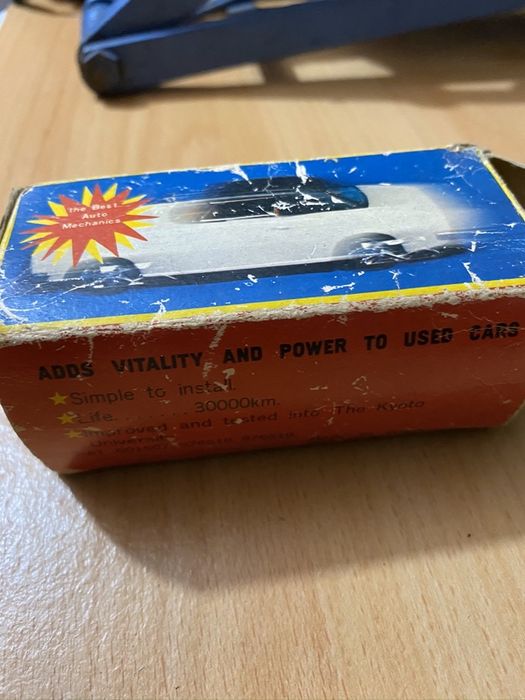 The Best
Auto
Mechanics
ADDS VITALITY AND POWER TO USED CARS
★Simple to install.
★Life....... 30000km.
★Improved and tested into The Kyoto
Universit